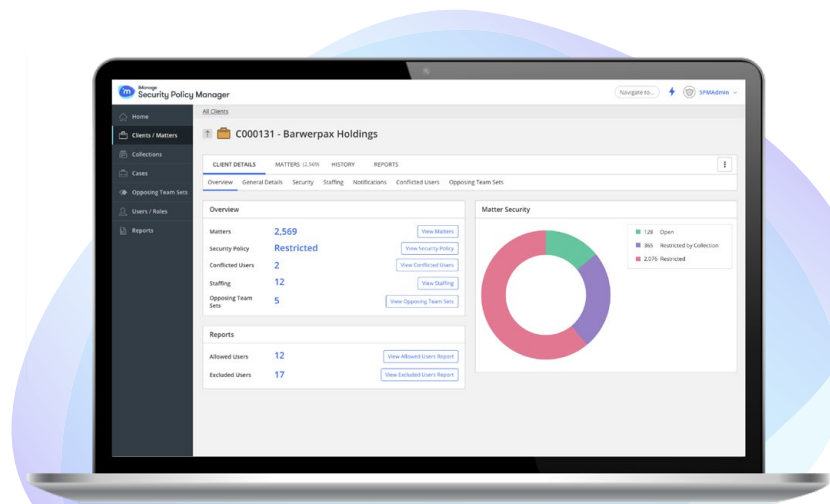 iManage
Security Policy Manager
Navigate to...
SPMAdmin
Home
Clients / Matters
Collections
Cases
Opposing Team Sets
Users / Roles
Reports
All Clients
C000131 - Barwerpax Holdings
CLIENT DETAILS MATTERS (2,569) HISTORY REPORTS
Overview General Details Security Staffing Notifications Conflicted Users Opposing Team Sets
Overview
Matters 2,569 View Matters
Security Policy Restricted View Security Policy
Conflicted Users 2 View Conflicted Users
Staffing 12 View Staffing
Opposing Team
Sets 5 View Opposing Team Sets
Reports
Allowed Users 12 View Allowed Users Report
Excluded Users 17 View Excluded Users Report
Matter Security
128 Open
365 Restricted by Collection
2,076 Restricted